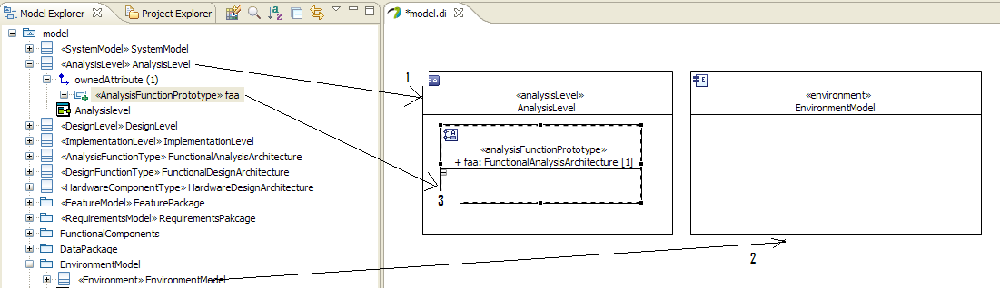 Model Explorer
Project Explorer
model
«SystemModel» SystemModel
«AnalysisLevel» AnalysisLevel
ownedAttribute (1)
«AnalysisFunctionPrototype» faa
Analysislevel
«DesignLevel» DesignLevel
«ImplementationLevel» ImplementationLevel
«AnalysisFunctionType» FunctionalAnalysisArchitecture
«DesignFunctionType» FunctionalDesignArchitecture
«HardwareComponentType» HardwareDesignArchitecture
«FeatureModel» FeaturePackage
«RequirementsModel» RequirementsPakcage
FunctionalComponents
DataPackage
EnvironmentModel
«Environment» EnvironmentModel
*model.di
1
AA
«analysisLevel»
AnalysisLevel
«analysisFunctionPrototype»
+ faa: FunctionalAnalysisArchitecture [1]
3
E
«environment»
EnvironmentModel
2